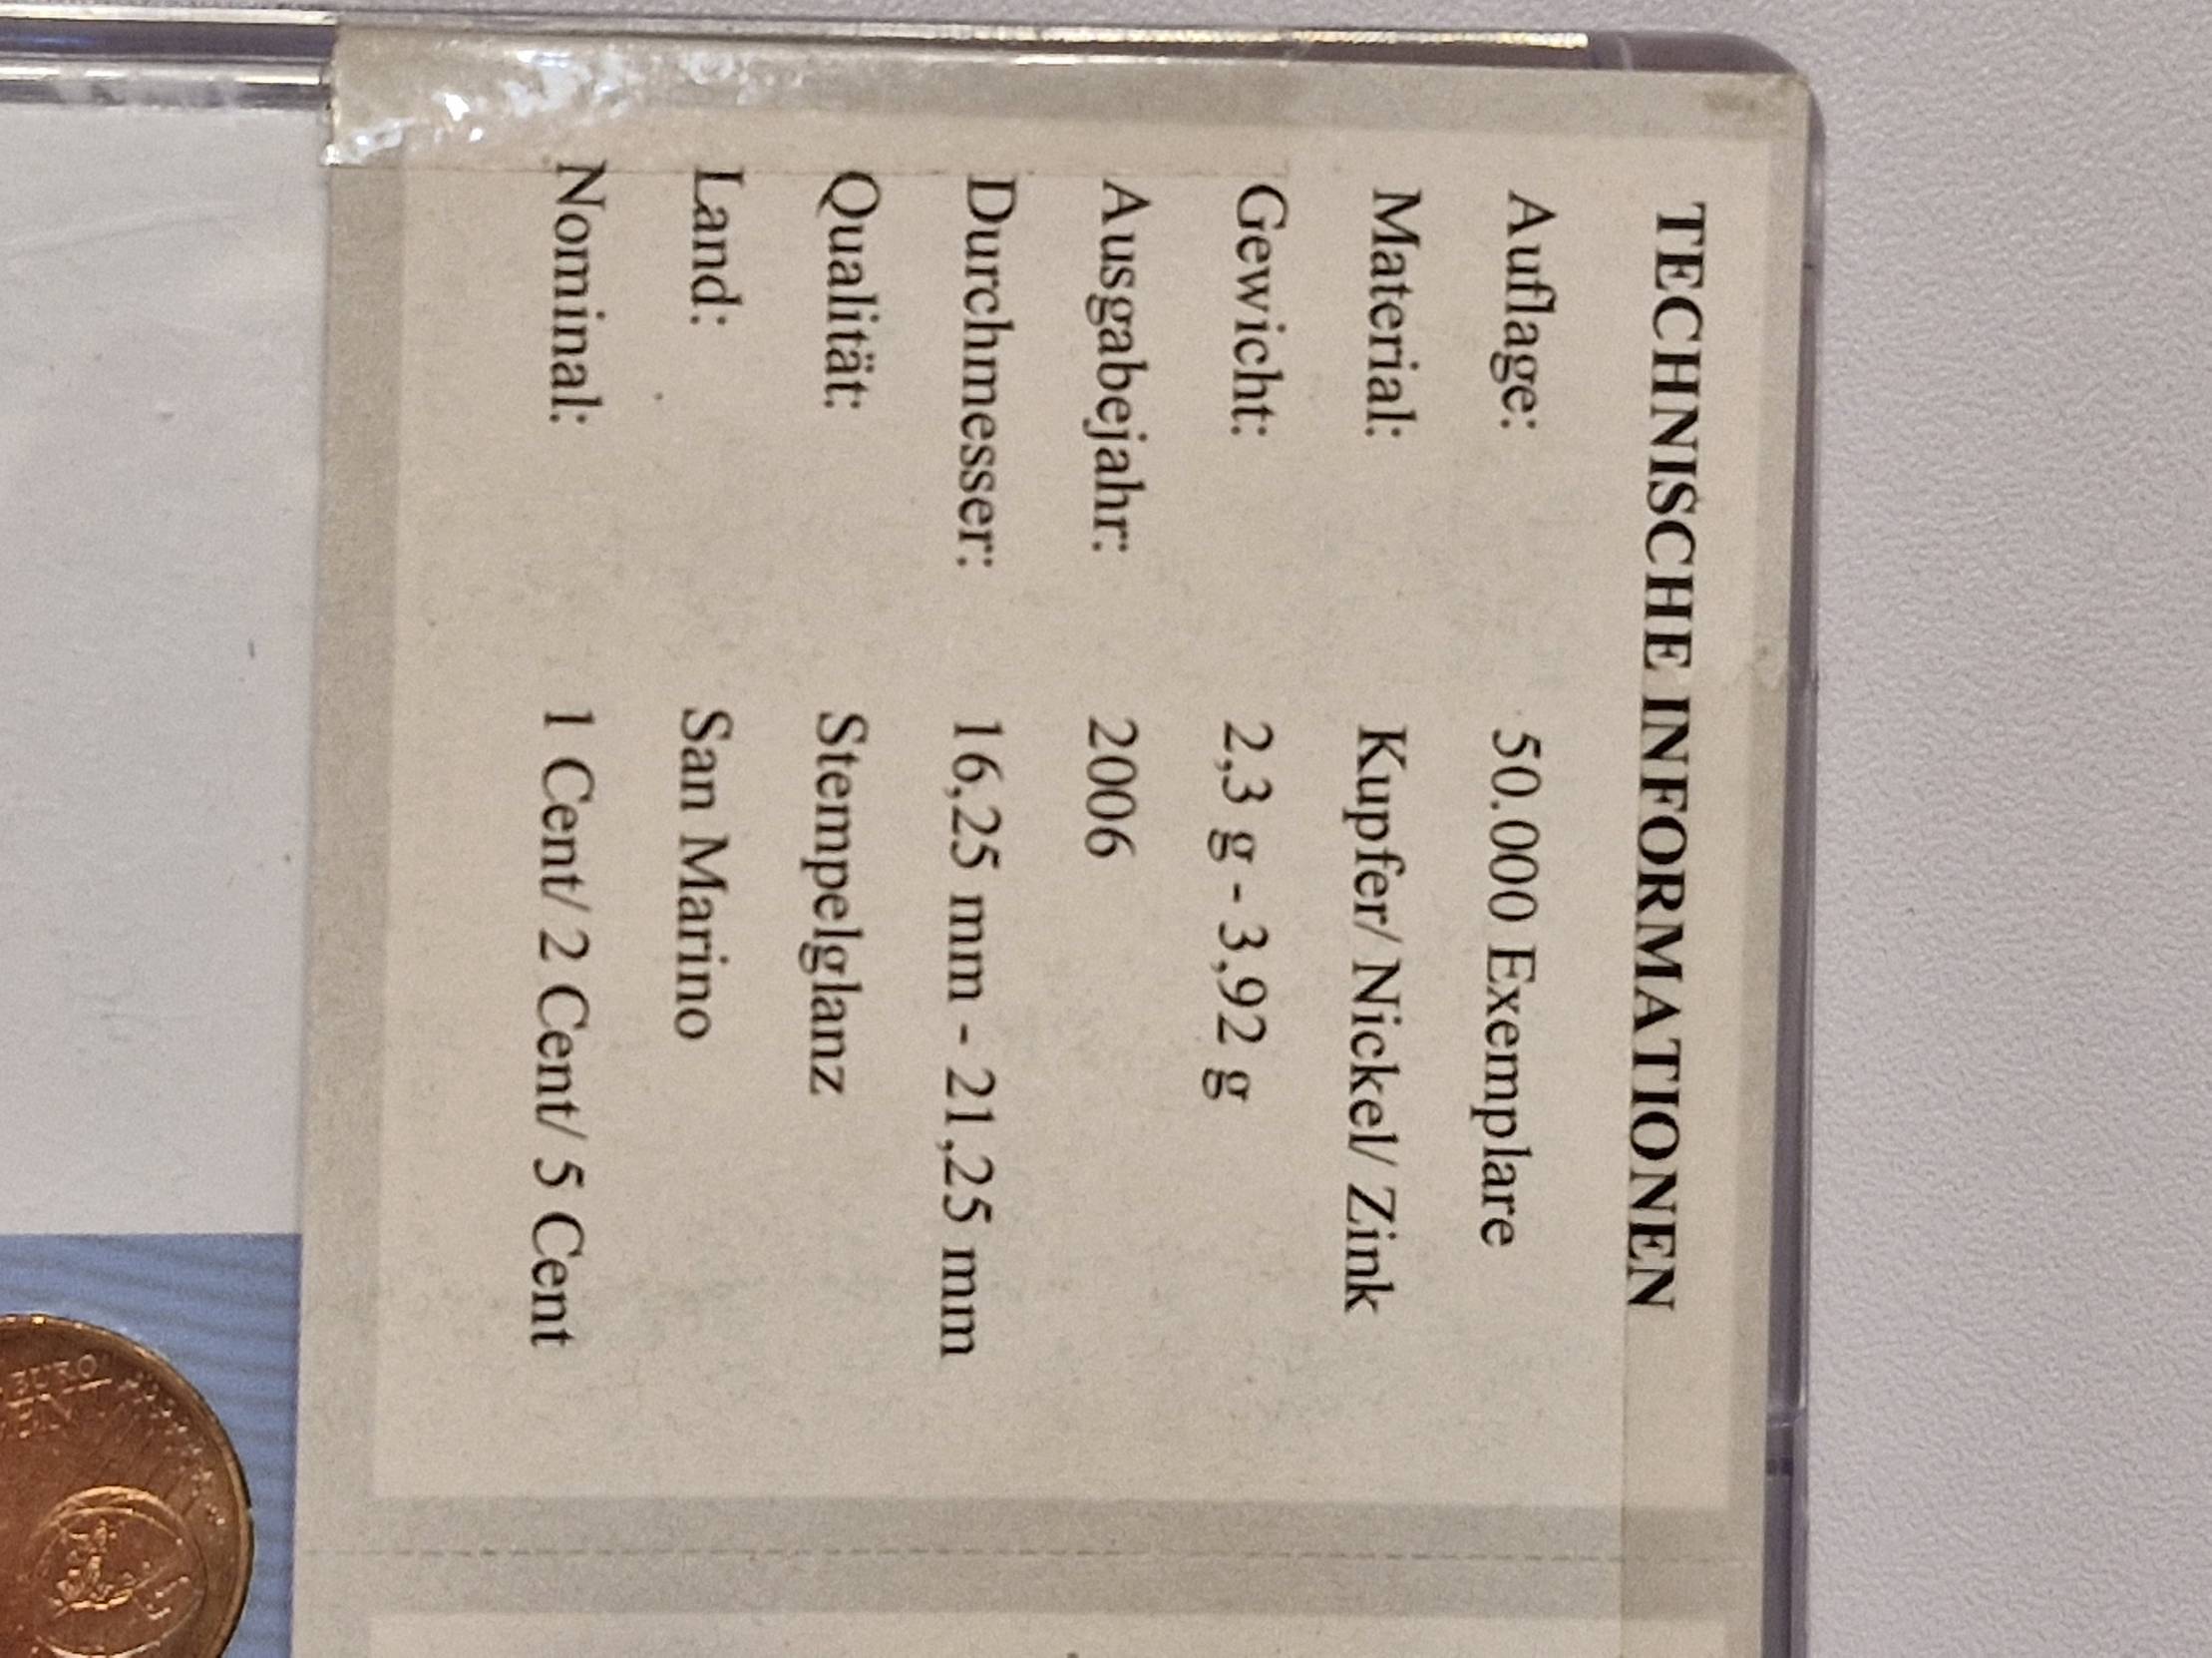 TECHNISCHE INFORMATIONEN
Auflage: 50.000 Exemplare
Material: Kupfer/ Nickel/ Zink
Gewicht: 2,3 g - 3,92 g
Ausgabejahr: 2006
Durchmesser: 16,25 mm - 21,25 mm
Qualität: Stempelglanz
Land: San Marino
Nominal: 1 Cent/ 2 Cent/ 5 Cent
EURO